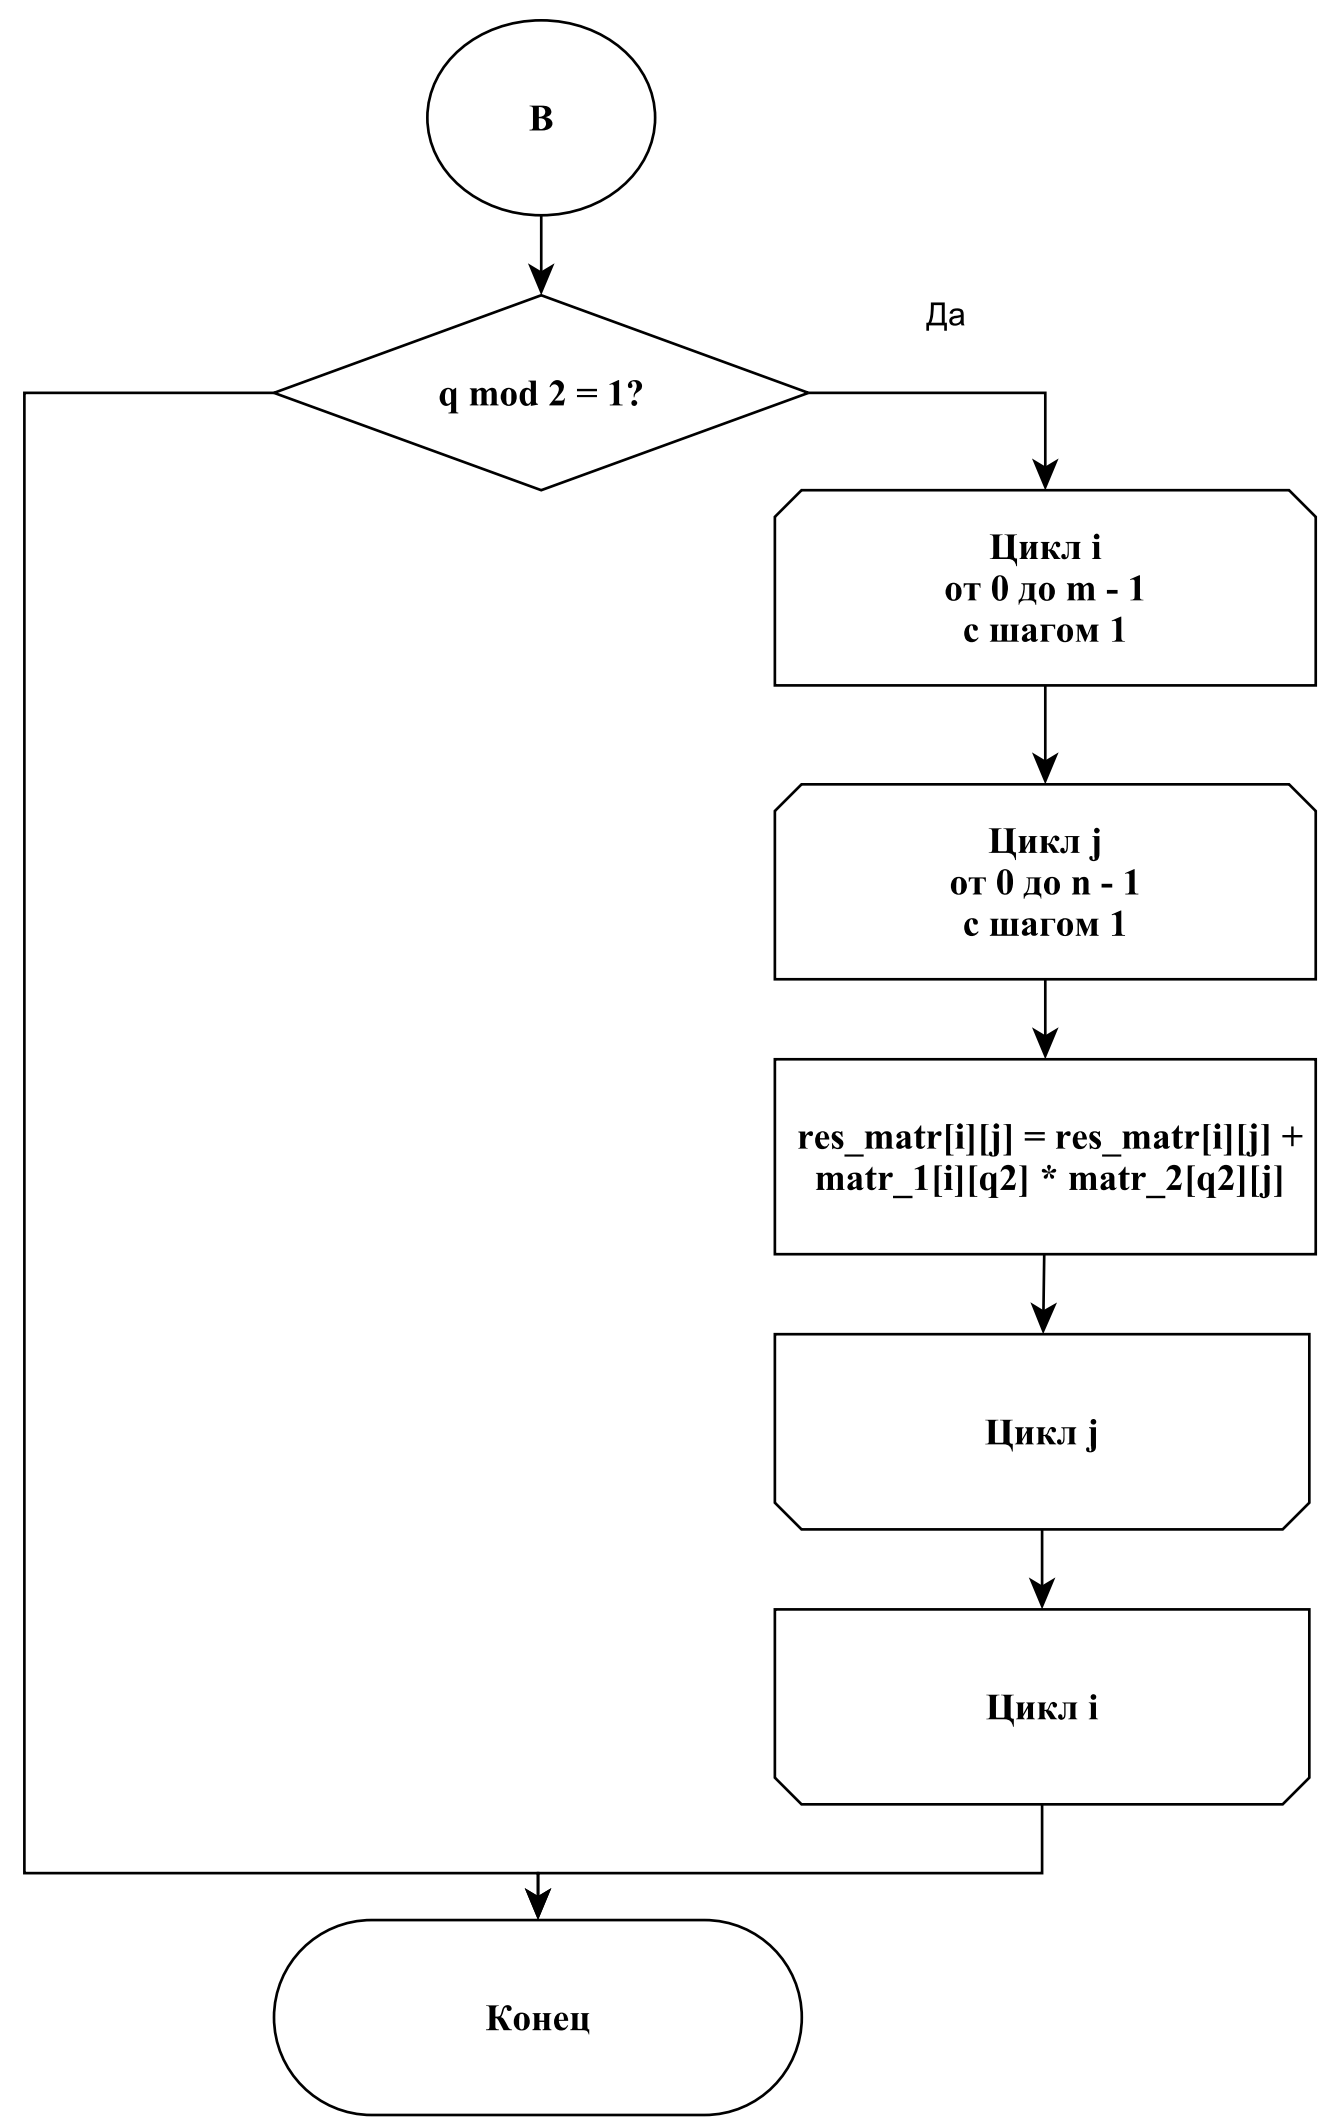 B
Да
q mod 2 = 1?
Цикл i
от 0 до m - 1
с шагом 1
Цикл j
от 0 до n - 1
с шагом 1
res_matr[i][j] = res_matr[i][j] +
matr_1[i][q2] * matr_2[q2][j]
Цикл j
Цикл i
Конец